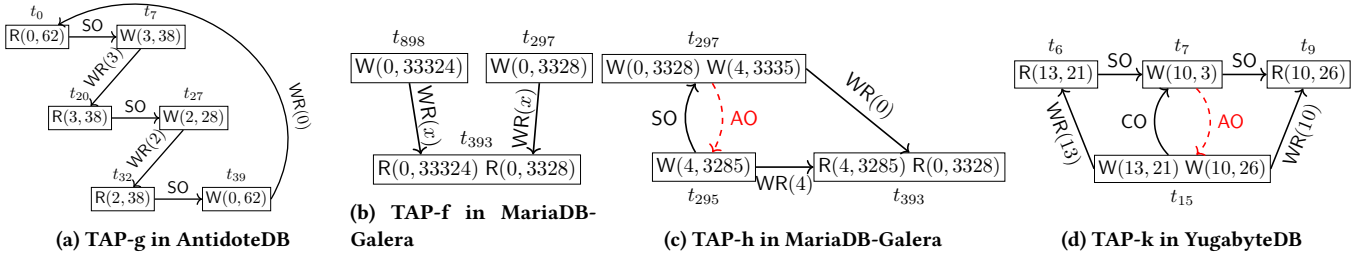 t0
t7
R(0, 62)
SO
W(3, 38)
WR(3)
t20
t27
R(3, 38)
SO
W(2, 28)
WR(2)
t32
t39
R(2, 38)
SO
W(0, 62)
WR(0)
(a) TAP-g in AntidoteDB
t898
t297
W(0, 33324)
W(0, 3328)
WR(x)
WR(x)
t393
R(0, 33324) R(0, 3328)
(b) TAP-f in MariaDB-
Galera
t297
W(0, 3328) W(4, 3335)
WR(0)
SO
AO
W(4, 3285)
WR(4)
R(4, 3285) R(0, 3328)
t295
t393
(c) TAP-h in MariaDB-Galera
t6
t7
t9
R(13, 21)
SO
W(10, 3)
SO
R(10, 26)
WR(13)
CO
AO
WR(10)
W(13, 21) W(10, 26)
t15
(d) TAP-k in YugabyteDB